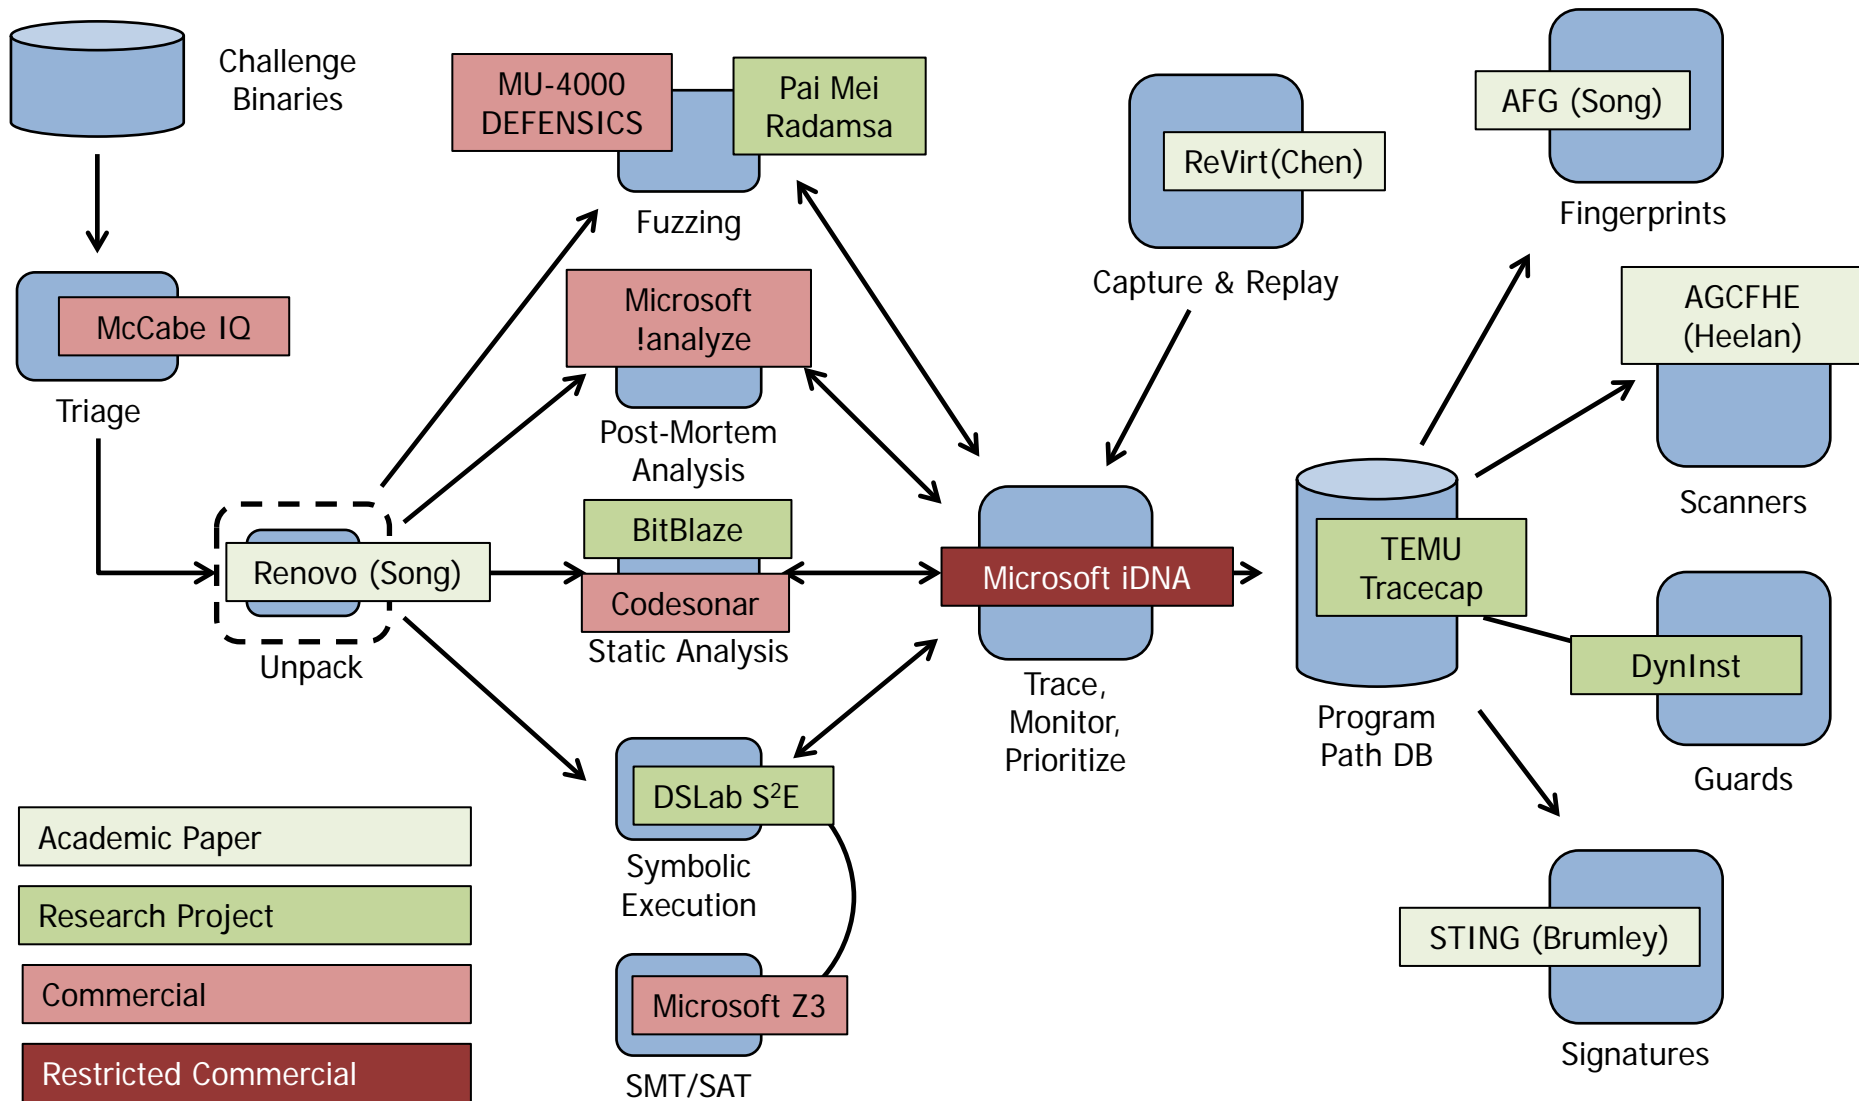 Challenge
Binaries
McCabe IQ
Triage
Renovo (Song)
Unpack
MU-4000
DEFENSICS
Pai Mei
Radamsa
Fuzzing
Microsoft
!analyze
Post-Mortem
Analysis
BitBlaze
Codesonar
Static Analysis
DSLab S²E
Symbolic
Execution
Microsoft Z3
SMT/SAT
ReVirt(Chen)
Capture & Replay
Microsoft iDNA
Trace,
Monitor,
Prioritize
TEMU
Tracecap
Program
Path DB
AFG (Song)
Fingerprints
AGCFHE
(Heelan)
Scanners
DynInst
Guards
STING (Brumley)
Signatures
Academic Paper
Research Project
Commercial
Restricted Commercial